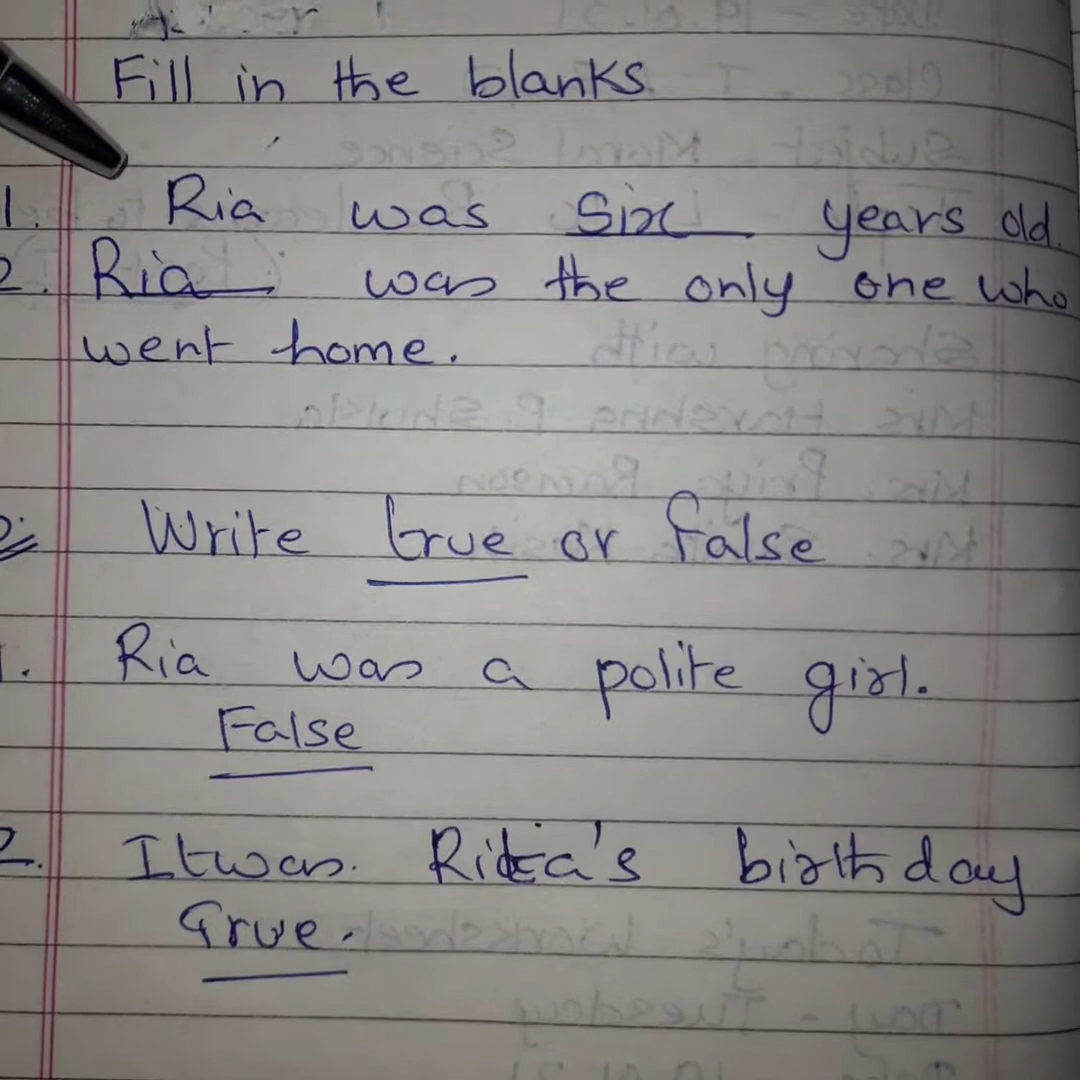 Fill in the blanks
1. Ria was Six years old.
2. Ria was the only one who
went home.
Write true or false
1. Ria was a polite girl.
False
2. It was birthday
True.